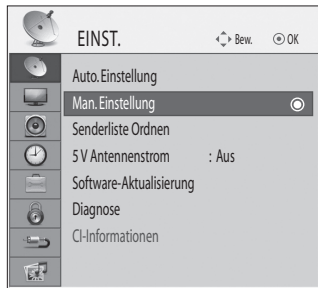 EINST. Bew. OK
Auto. Einstellung
Man. Einstellung
Senderliste Ordnen
5 V Antennenstrom : Aus
Software-Aktualisierung
Diagnose
CI-Informationen